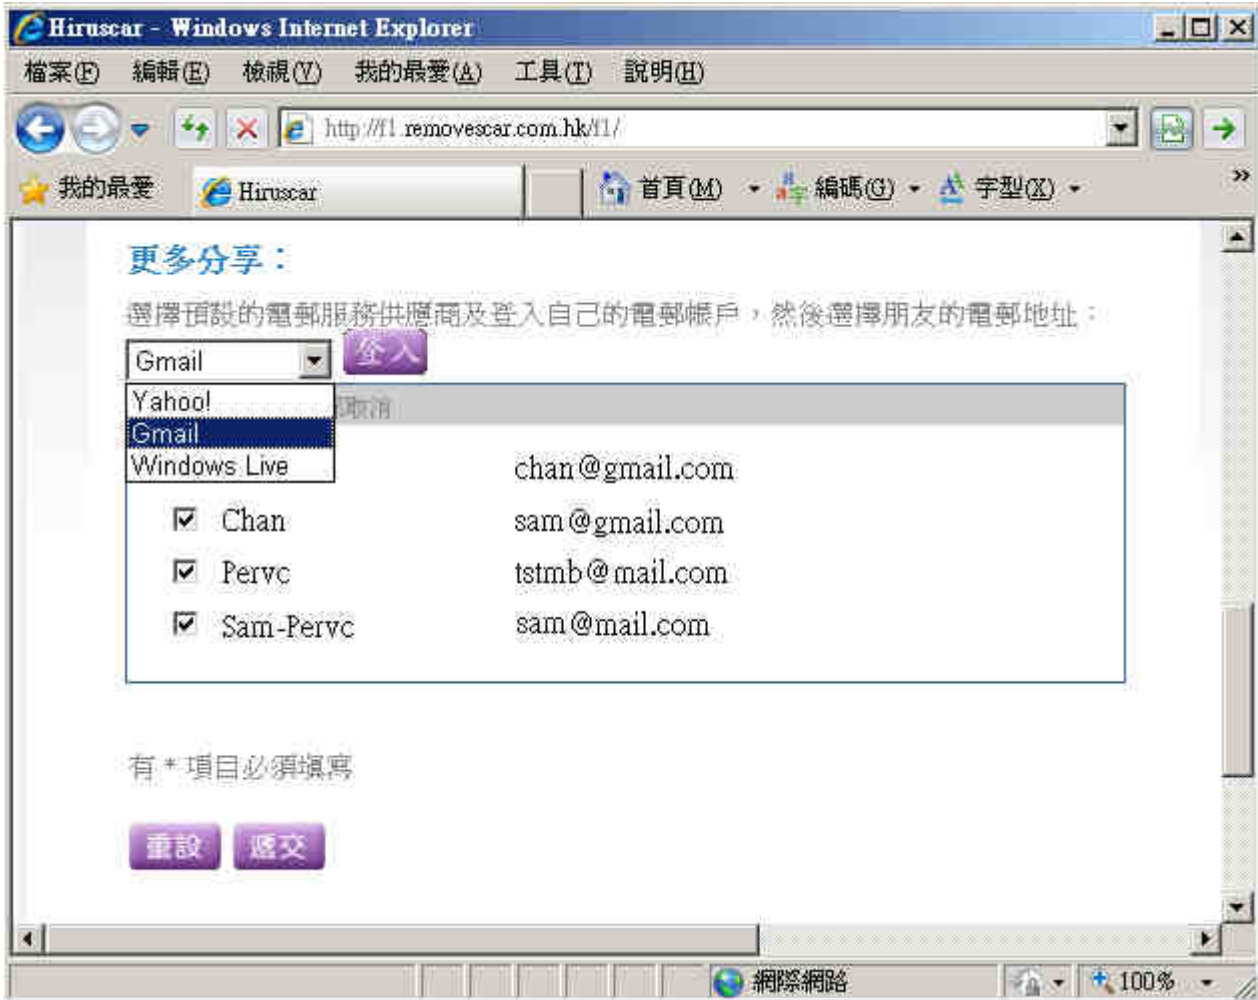 Hiruscar - Windows Internet Explorer
檔案(F) 編輯(E) 檢視(V) 我的最愛(A) 工具(T) 說明(H)
http://f1.removescar.com.hk/f1/
我的最愛 Hiruscar 首頁(M) 編碼(G) 字型(X) »
更多分享：
選擇預設的電郵服務供應商及登入自己的電郵帳戶，然後選擇朋友的電郵地址：
Gmail 登入
Yahoo! 取消
Gmail
Windows Live chan@gmail.com
Chan sam@gmail.com
Pervc tstmb@mail.com
Sam-Pervc sam@mail.com
有 * 項目必須填寫
重設 遞交
網際網路 100%